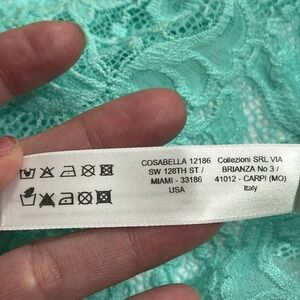 COSABELLA 12186
SW 128TH ST /
MIAMI - 33186
USA
Collezioni SRL VIA
BRIANZA No 3 /
41012 - CARPI (MO)
Italy